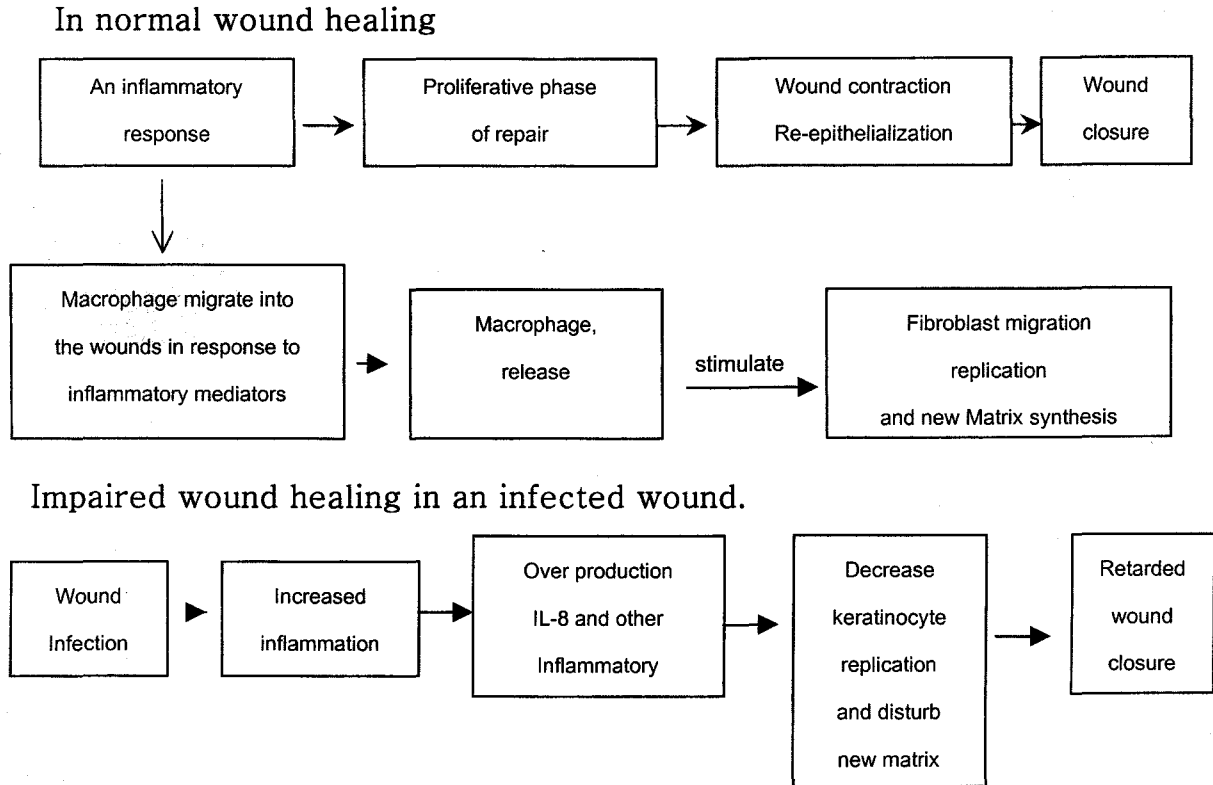 In normal wound healing
An inflammatory
response
Proliferative phase
of repair
Wound contraction
Re-epithelialization
Wound
closure
Macrophage migrate into
the wounds in response to
inflammatory mediators
Macrophage,
release
stimulate
Fibroblast migration
replication
and new Matrix synthesis
Impaired wound healing in an infected wound.
Wound
Infection
Increased
inflammation
Over production
IL-8 and other
Inflammatory
Decrease
keratinocyte
replication
and disturb
new matrix
Retarded
wound
closure